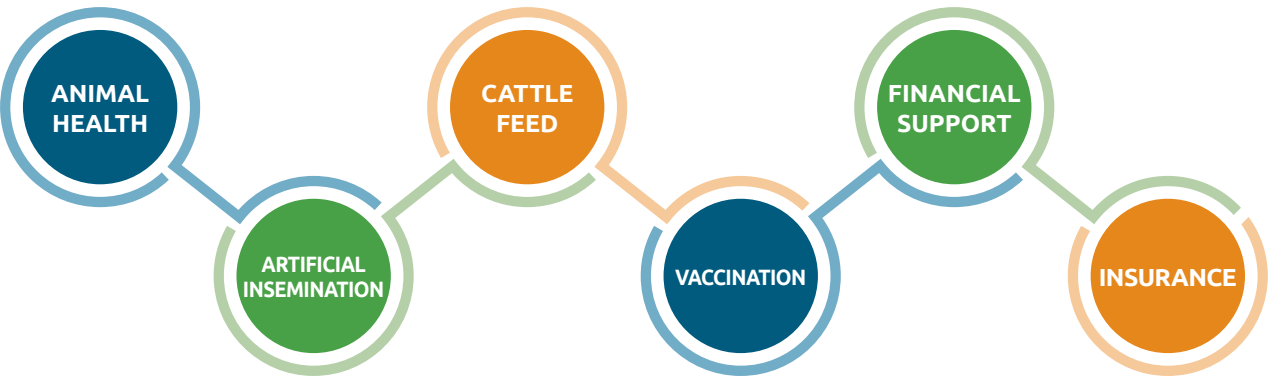 ANIMAL
HEALTH
ARTIFICIAL
INSEMINATION
CATTLE
FEED
VACCINATION
FINANCIAL
SUPPORT
INSURANCE